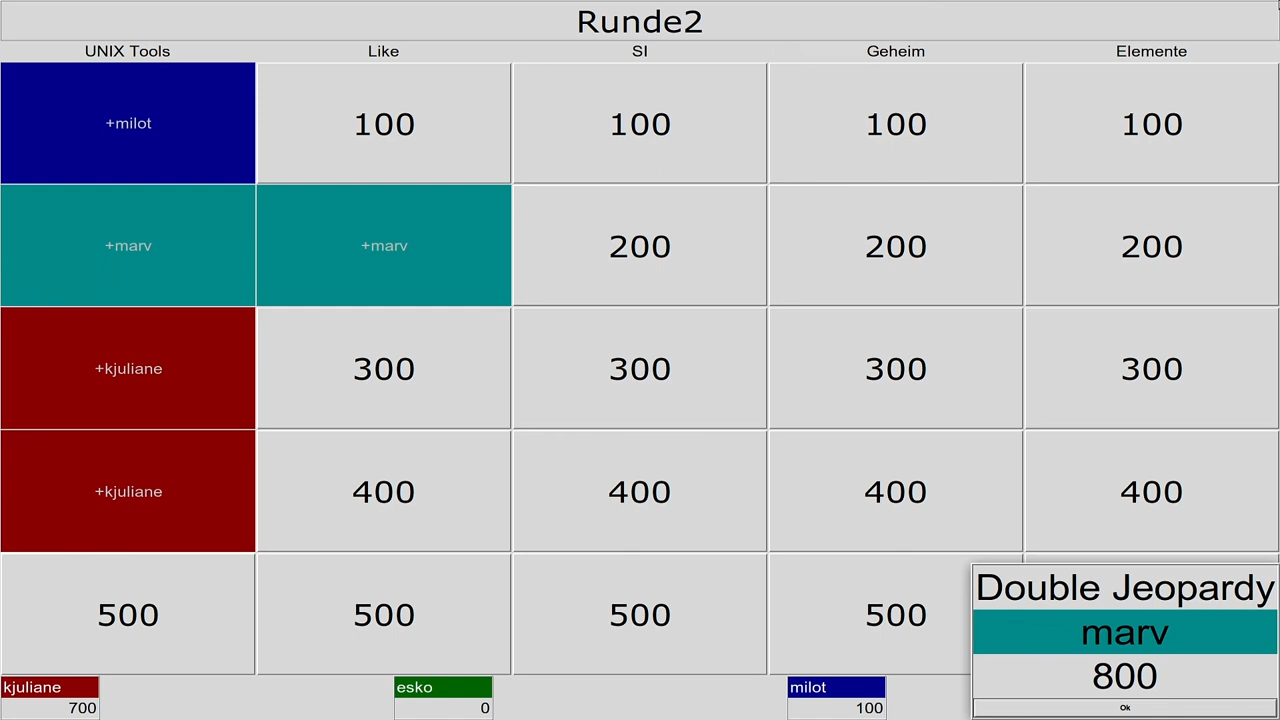 Runde2
UNIX Tools Like SI Geheim Elemente
+milot 100 100 100 100
+marv +marv 200 200 200
+kjuliane 300 300 300 300
+kjuliane 400 400 400 400
500 500 500 500
Double Jeopardy
marv
800
Ok
kjuliane esko milot
700 0 100